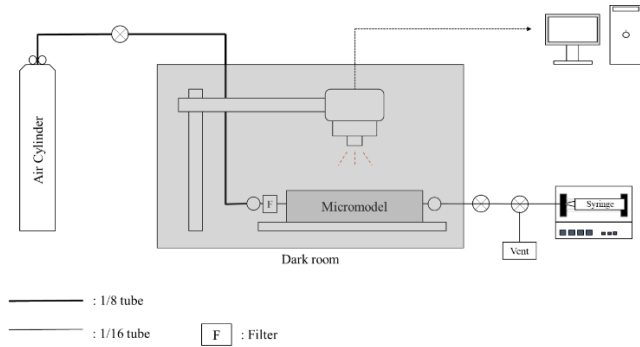 Air Cylinder
F
Micromodel
Syringe
Vent
Dark room
: 1/8 tube
: 1/16 tube
F : Filter